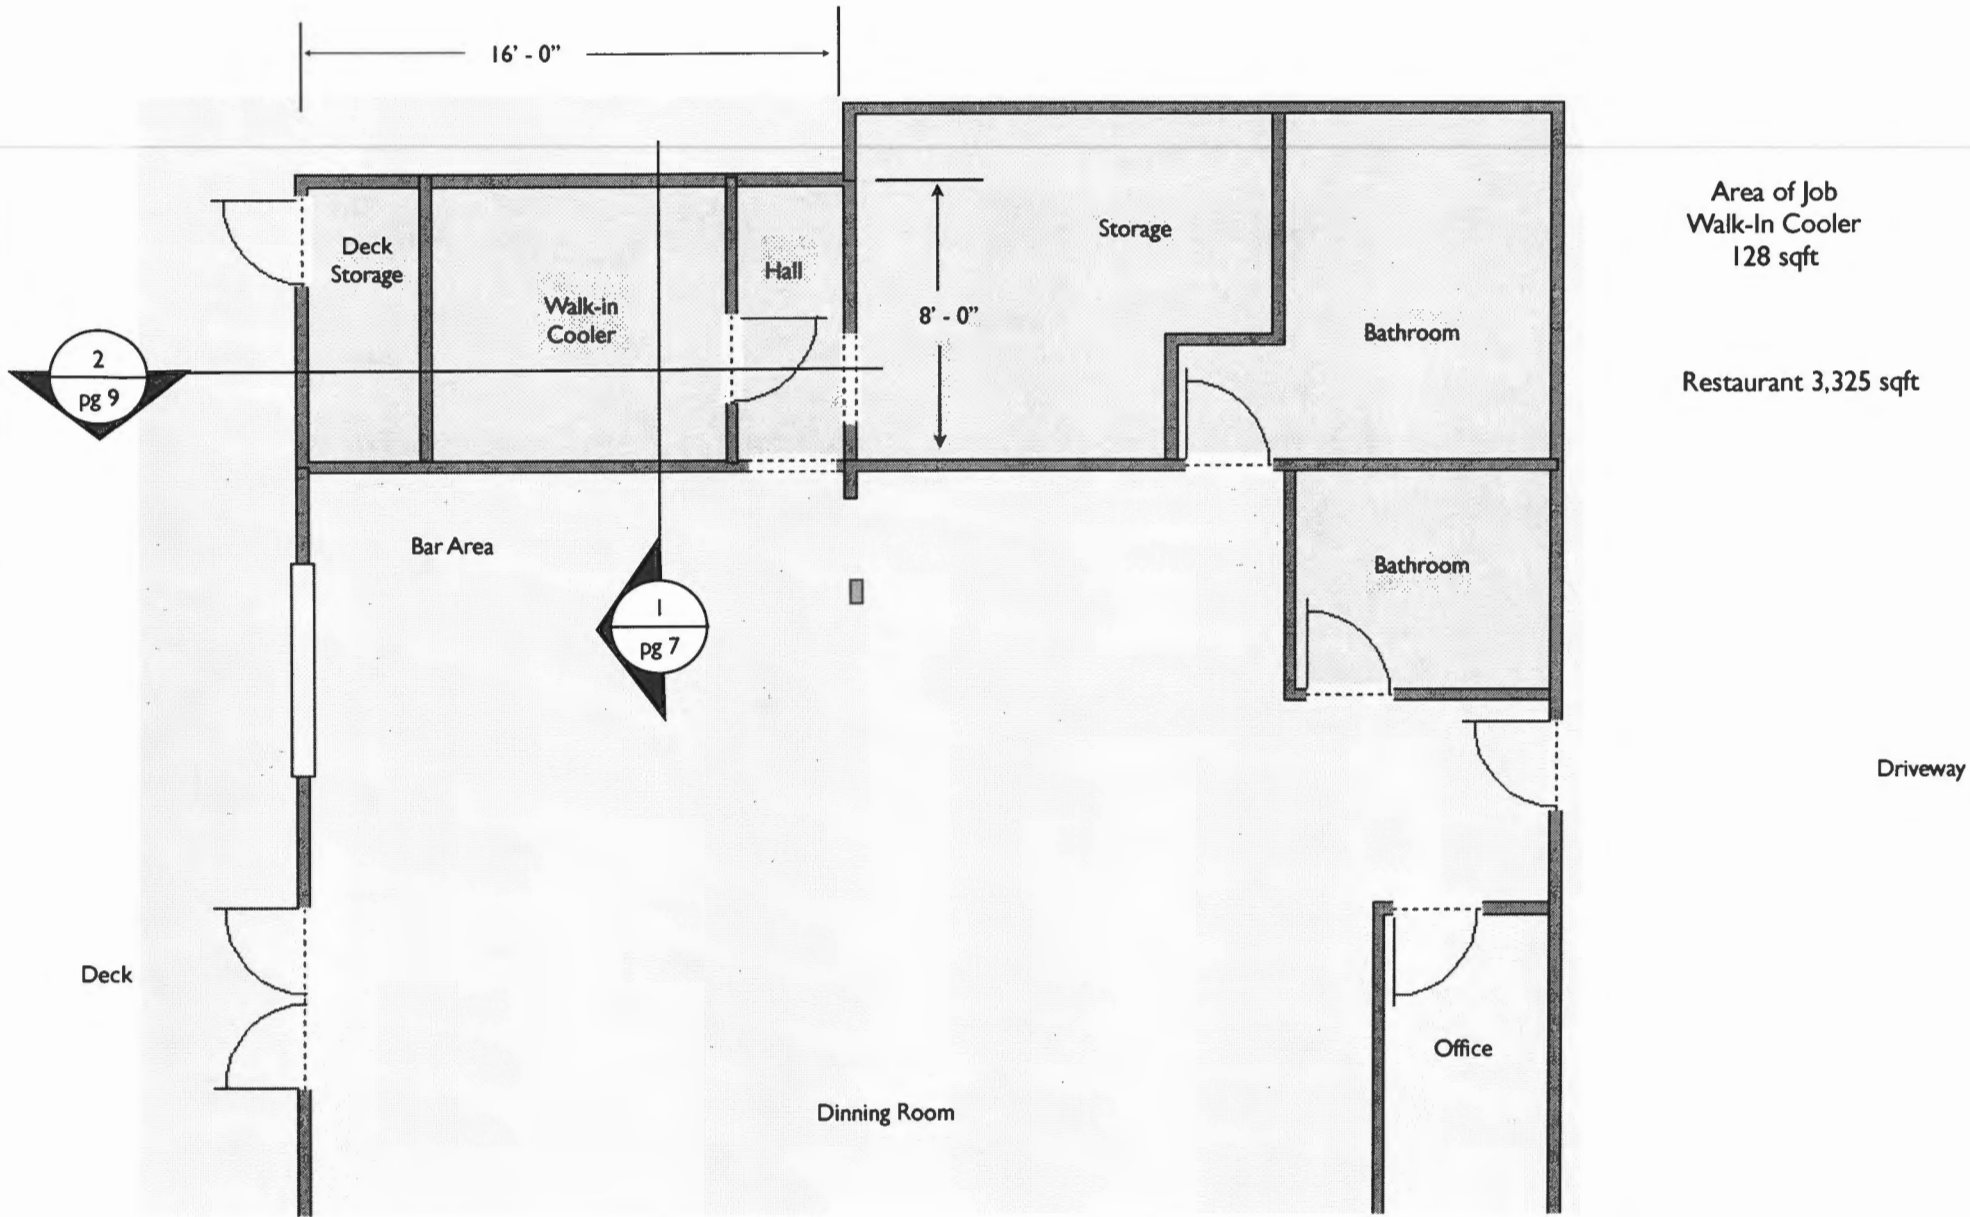 16' - 0"
Area of Job
Walk-In Cooler
128 sqft
Deck
Storage
Walk-in
Cooler
Hall
Storage
8' - 0"
Bathroom
Restaurant 3,325 sqft
2
pg 9
Bar Area
Bathroom
1
pg 7
Driveway
Deck
Office
Dinning Room